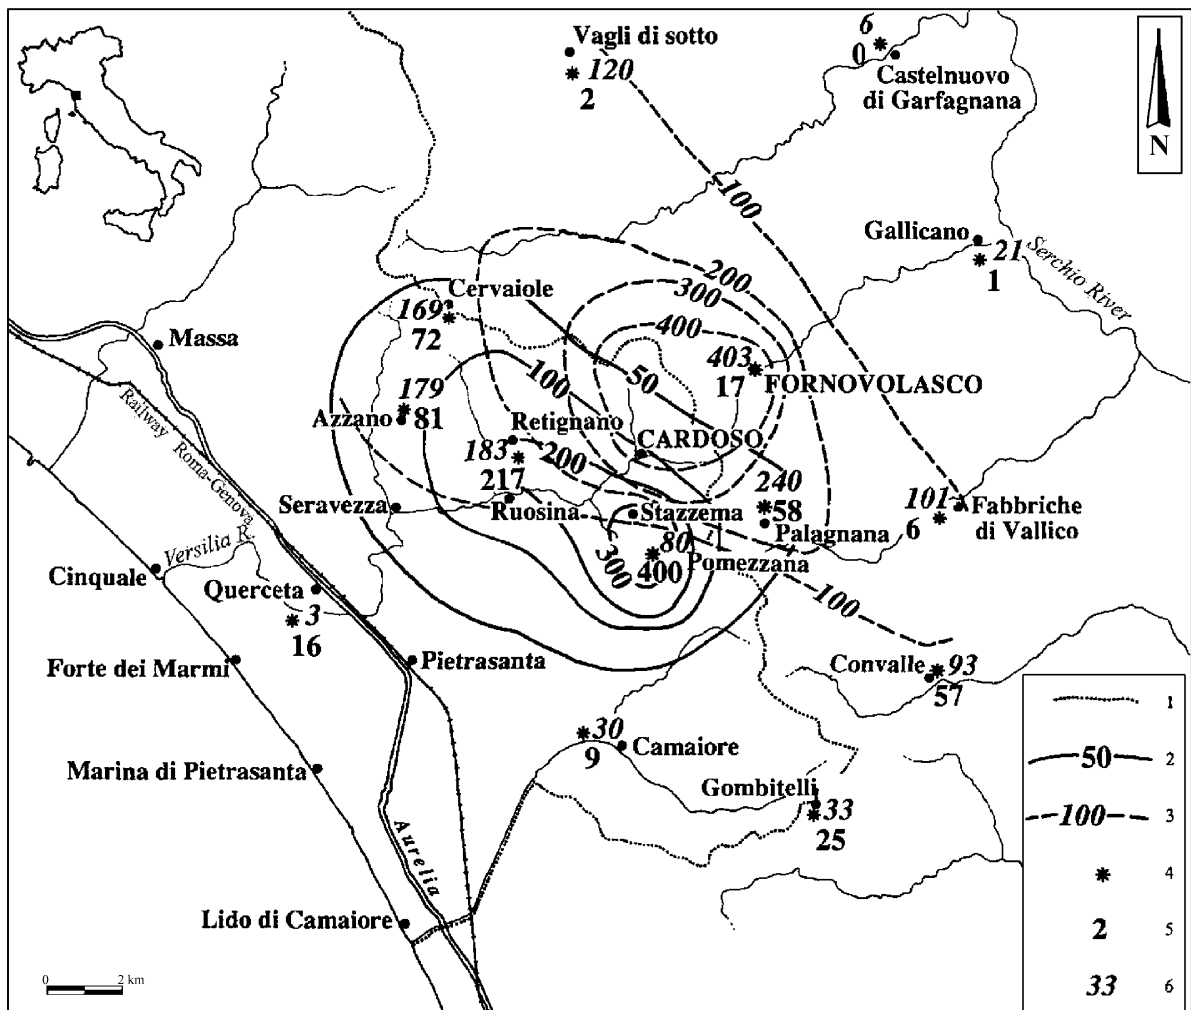 Vagli di sotto
120
2
6
0
Castelnuovo
di Garfagnana
N
100
Gallicano
21
1
Serchio River
200
300
400
Cervaiole
169
72
Massa
403
17
FORNOVOLASCO
50
100
179
81
Azzano
Retignano
183
217
CARDOSO
200
240
58
Palagnana
101
6
Fabbriche
di Vallico
Seravezza
Ruosina
Stazzema
80
400
300
Pomezzana
Railway Roma-Genova
Versilia R.
Cinquale
Querceta
3
16
100
Forte dei Marmi
Pietrasanta
Convalle
93
57
30
9
Camaiore
Marina di Pietrasanta
Gombitelli
33
25
Aurelia
Lido di Camaiore
0 2 km
1
50 2
100 3
4
2 5
33 6